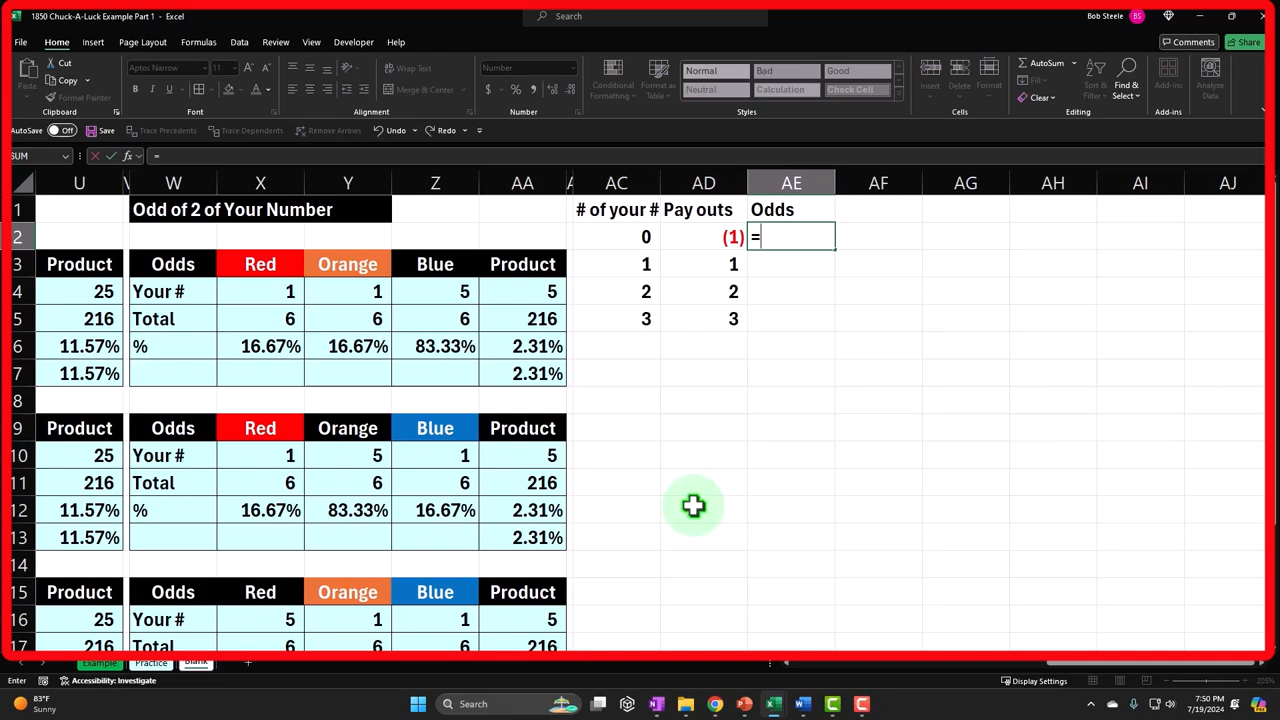 1850 Chuck-A-Luck Example Part 1 - Excel
Search
Bob Steele
BS
File
Home
Insert
Page Layout
Formulas
Data
Review
View
Developer
Help
Comments
Share
Paste
Cut
Copy
Format Painter
Clipboard
Aptos Narrow
11
Font
Wrap Text
Merge & Center
Alignment
Number
Number
Conditional Formatting
Format as Table
Normal
Bad
Good
Neutral
Calculation
Check Cell
Styles
Insert
Delete
Format
Cells
AutoSum
Fill
Clear
Sort & Filter
Find & Select
Editing
Add-ins
Add-ins
Analyze Data
AutoSave Off
Save
Trace Precedents
Trace Dependents
Remove Arrows
Undo
Redo
SUM
fx
=
U W X Y Z AA AC AD AE AF AG AH AI AJ
1 Odd of 2 of Your Number # of your # Pay outs Odds
2 0 (1) =
3 Product Odds Red Orange Blue Product 1 1
4 25 Your # 1 1 5 5 2 2
5 216 Total 6 6 6 216 3 3
6 11.57% % 16.67% 16.67% 83.33% 2.31%
7 11.57% 2.31%
8
9 Product Odds Red Orange Blue Product
10 25 Your # 1 5 1 5
11 216 Total 6 6 6 216
12 11.57% % 16.67% 83.33% 16.67% 2.31%
13 11.57% 2.31%
14
15 Product Odds Red Orange Blue Product
16 25 Your # 5 1 1 5
17 216 Total 6 6 6 216
Example
Practice
Blank
Enter
Accessibility: Investigate
Display Settings
205%
83°F
Sunny
Search
7:50 PM
7/19/2024